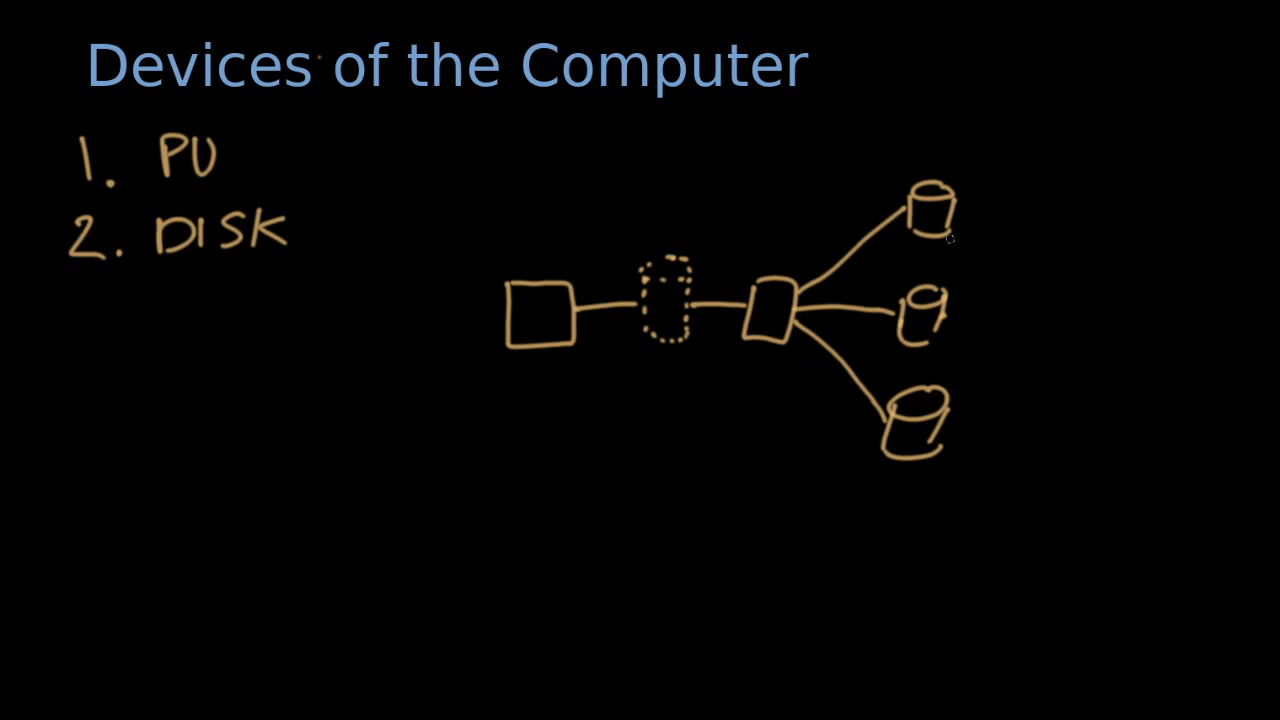 Devices of the Computer
1. PU
2. DISK